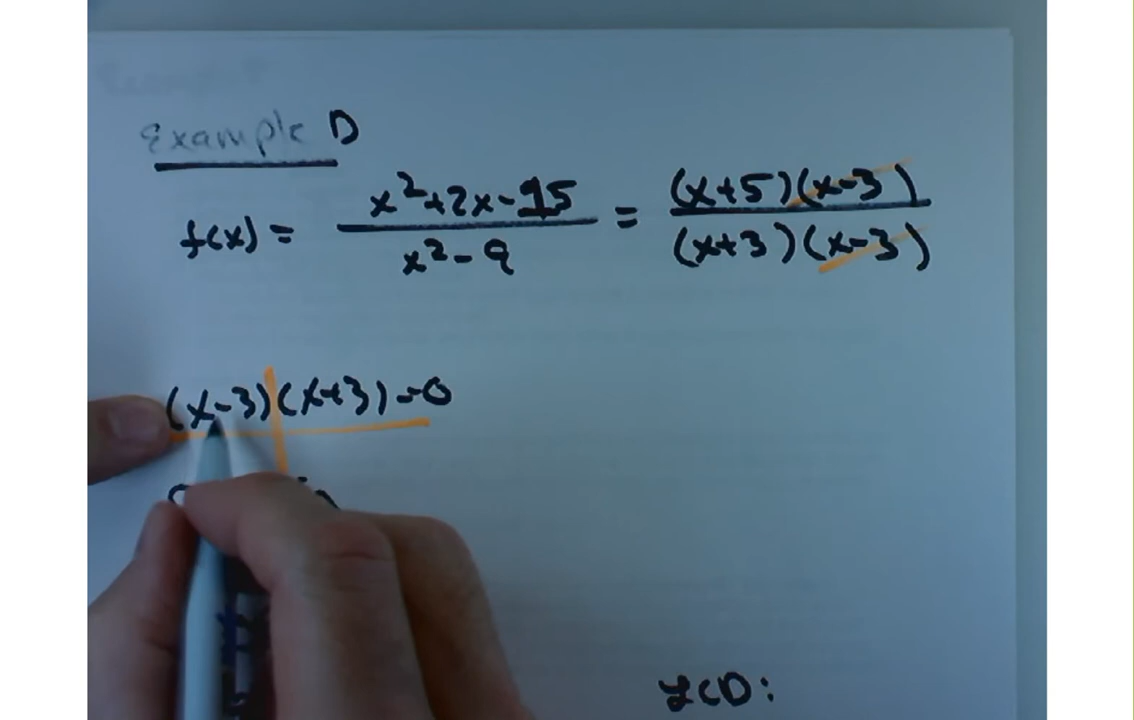 Example D
f(x) = x²+2x-15 / x²-9 = (x+5)(x-3) / (x+3)(x-3)
(x-3)(x+3)=0
LCD: